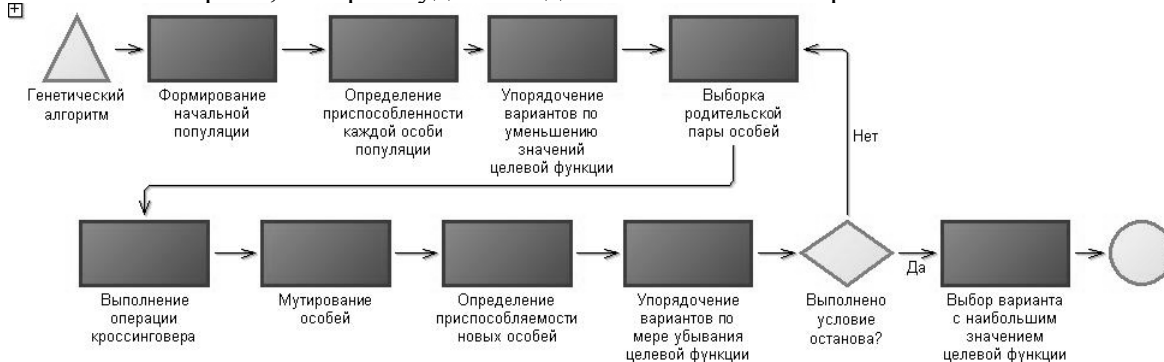 Генетический
алгоритм
Формирование
начальной
популяции
Определение
приспособленности
каждой особи
популяции
Упорядочение
вариантов по
уменьшению
значений
целевой функции
Выборка
родительской
пары особей
Нет
Выполнение
операции
кроссинговера
Мутирование
особей
Определение
приспособляемости
новых особей
Упорядочение
вариантов по
мере убывания
целевой функции
Выполнено
условие
останова?
Да
Выбор варианта
с наибольшим
значением
целевой функции